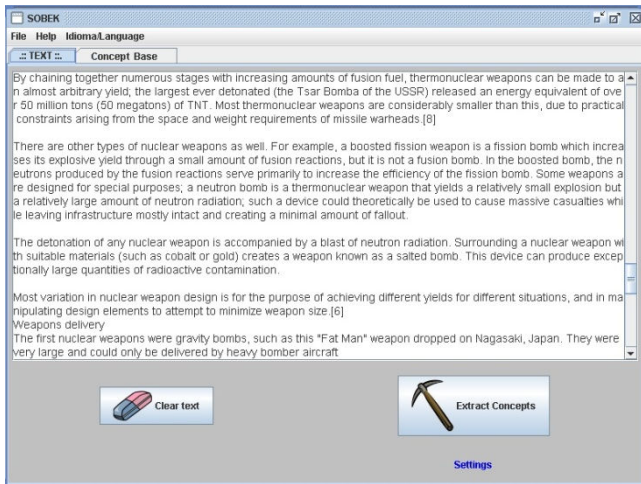 SOBEK
File Help Idioma/Language
.:: TEXT ::. Concept Base
By chaining together numerous stages with increasing amounts of fusion fuel, thermonuclear weapons can be made to a
n almost arbitrary yield; the largest ever detonated (the Tsar Bomba of the USSR) released an energy equivalent of ove
r 50 million tons (50 megatons) of TNT. Most thermonuclear weapons are considerably smaller than this, due to practical
constraints arising from the space and weight requirements of missile warheads.[8]
There are other types of nuclear weapons as well. For example, a boosted fission weapon is a fission bomb which increa
ses its explosive yield through a small amount of fusion reactions, but it is not a fusion bomb. In the boosted bomb, the n
eutrons produced by the fusion reactions serve primarily to increase the efficiency of the fission bomb. Some weapons a
re designed for special purposes; a neutron bomb is a thermonuclear weapon that yields a relatively small explosion but
a relatively large amount of neutron radiation; such a device could theoretically be used to cause massive casualties whi
le leaving infrastructure mostly intact and creating a minimal amount of fallout.
The detonation of any nuclear weapon is accompanied by a blast of neutron radiation. Surrounding a nuclear weapon wi
th suitable materials (such as cobalt or gold) creates a weapon known as a salted bomb. This device can produce excep
tionally large quantities of radioactive contamination.
Most variation in nuclear weapon design is for the purpose of achieving different yields for different situations, and in ma
nipulating design elements to attempt to minimize weapon size.[6]
Weapons delivery
The first nuclear weapons were gravity bombs, such as this "Fat Man" weapon dropped on Nagasaki, Japan. They were
very large and could only be delivered by heavy bomber aircraft
Clear text
Extract Concepts
Settings